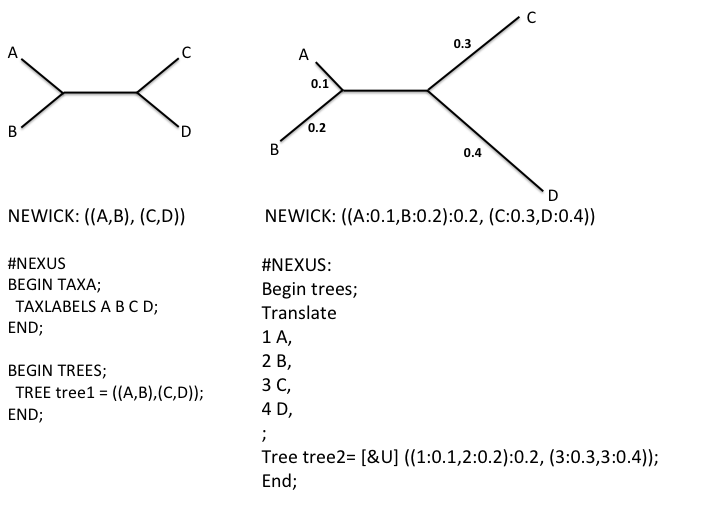 A
C
B
D
A
0.1
0.2
B
0.3
C
0.4
D
NEWICK: ((A,B), (C,D))
#NEXUS
BEGIN TAXA;
TAXLABELS A B C D;
END;
BEGIN TREES;
TREE tree1 = ((A,B),(C,D));
END;
NEWICK: ((A:0.1,B:0.2):0.2, (C:0.3,D:0.4))
#NEXUS:
Begin trees;
Translate
1 A,
2 B,
3 C,
4 D,
;
Tree tree2= [&U] ((1:0.1,2:0.2):0.2, (3:0.3,3:0.4));
End;